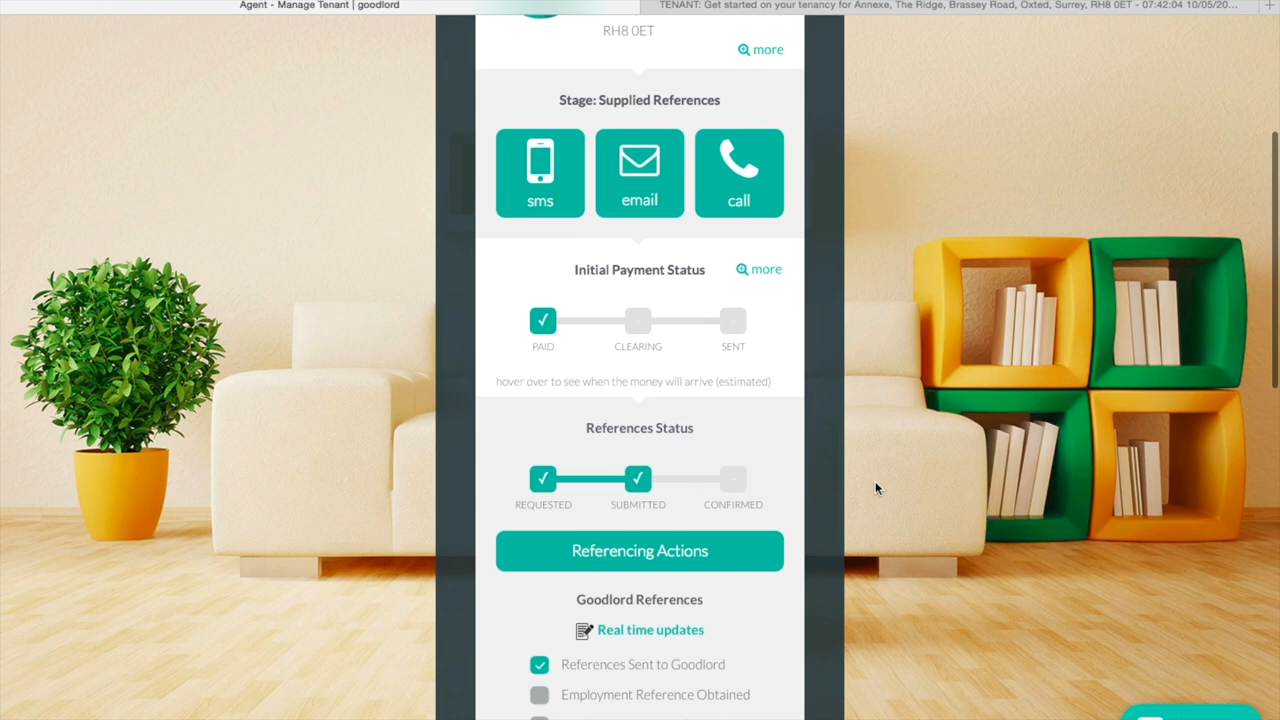 Agent - Manage Tenant | goodlord
TENANT: Get started on your tenancy for Annexe, The Ridge, Brassey Road, Oxted, Surrey, RH8 0ET - 07:42:04 10/05/20...
RH8 0ET
more
Stage: Supplied References
sms email call
Initial Payment Status more
PAID CLEARING SENT
hover over to see when the money will arrive (estimated)
References Status
REQUESTED SUBMITTED CONFIRMED
Referencing Actions
Goodlord References
Real time updates
References Sent to Goodlord
Employment Reference Obtained